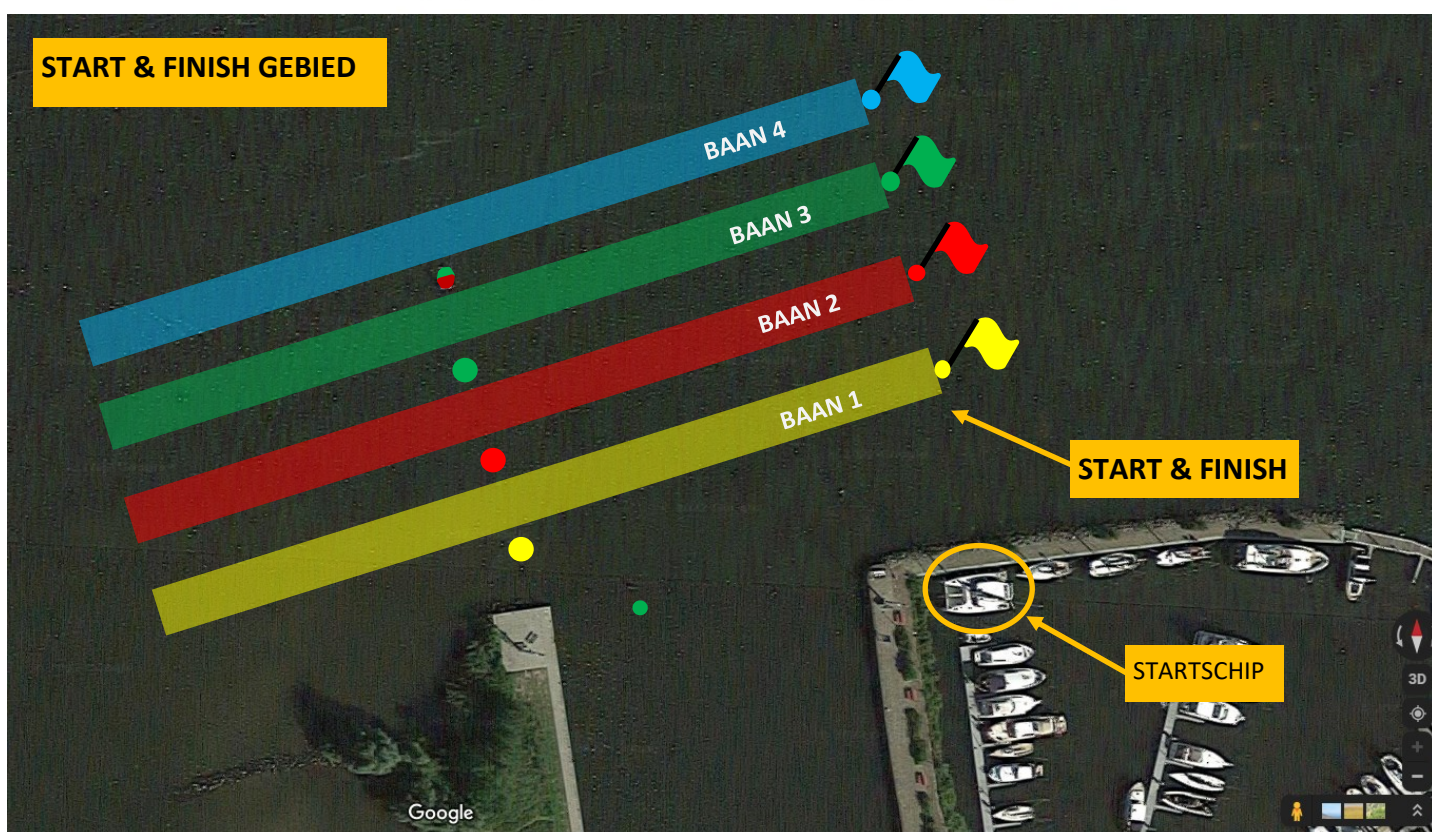 START & FINISH GEBIED
BAAN 4
BAAN 3
BAAN 2
BAAN 1
START & FINISH
STARTSCHIP
3D
Google